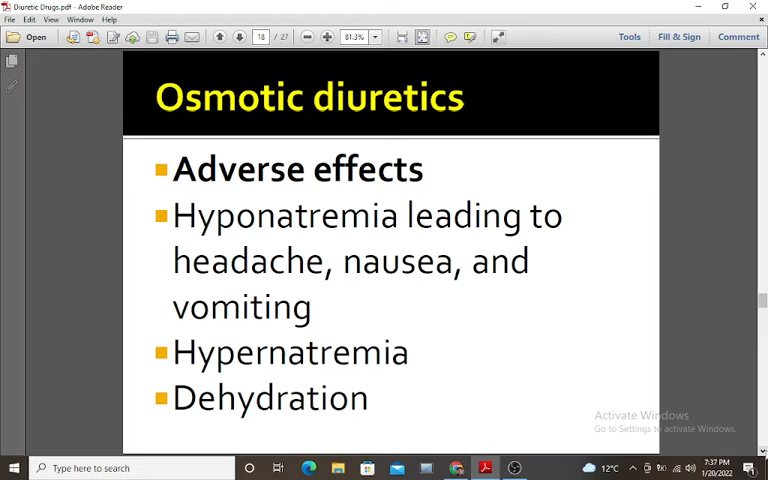 Diuretic Drugs.pdf - Adobe Reader
File Edit View Window Help
Open 18 / 27 81.3% Tools Fill & Sign Comment
Osmotic diuretics
Adverse effects
Hyponatremia leading to
headache, nausea, and
vomiting
Hypernatremia
Dehydration
Activate Windows
Go to Settings to activate Windows.
Type here to search 12°C 7:37 PM
1/20/2022